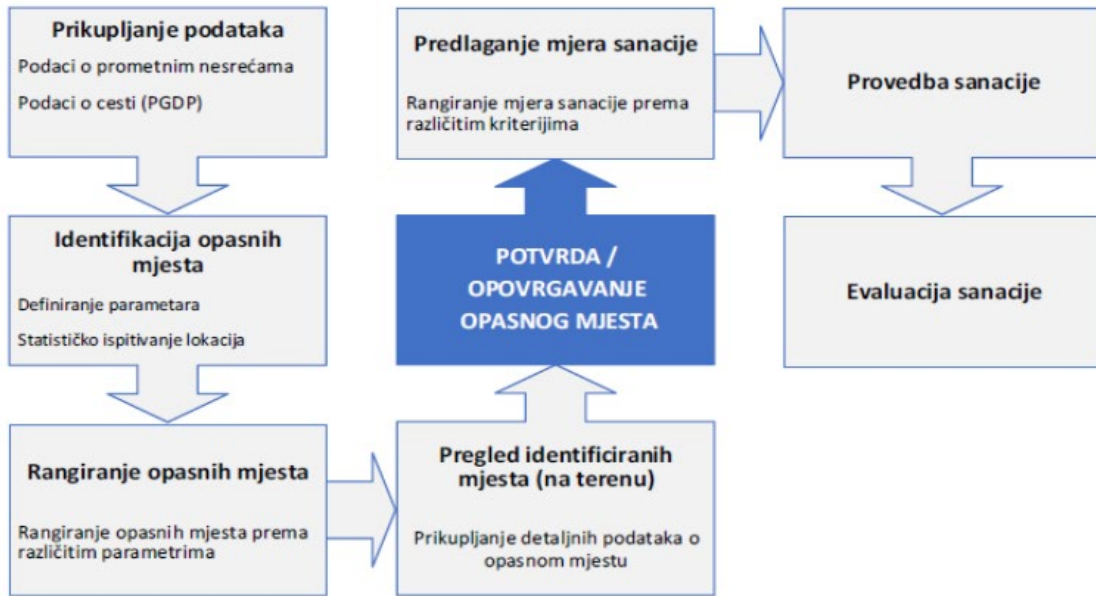 Prikupljanje podataka
Podaci o prometnim nesrećama
Podaci o cesti (PGDP)
Identifikacija opasnih
mjesta
Definiranje parametara
Statističko ispitivanje lokacija
Rangiranje opasnih mjesta
Rangiranje opasnih mjesta prema
različitim parametrima
Pregled identificiranih
mjesta (na terenu)
Prikupljanje detaljnih podataka o
opasnom mjestu
POTVRDA /
OPOVRGAVANJE
OPASNOG MJESTA
Predlaganje mjera sanacije
Rangiranje mjera sanacije prema
različitim kriterijima
Provedba sanacije
Evaluacija sanacije